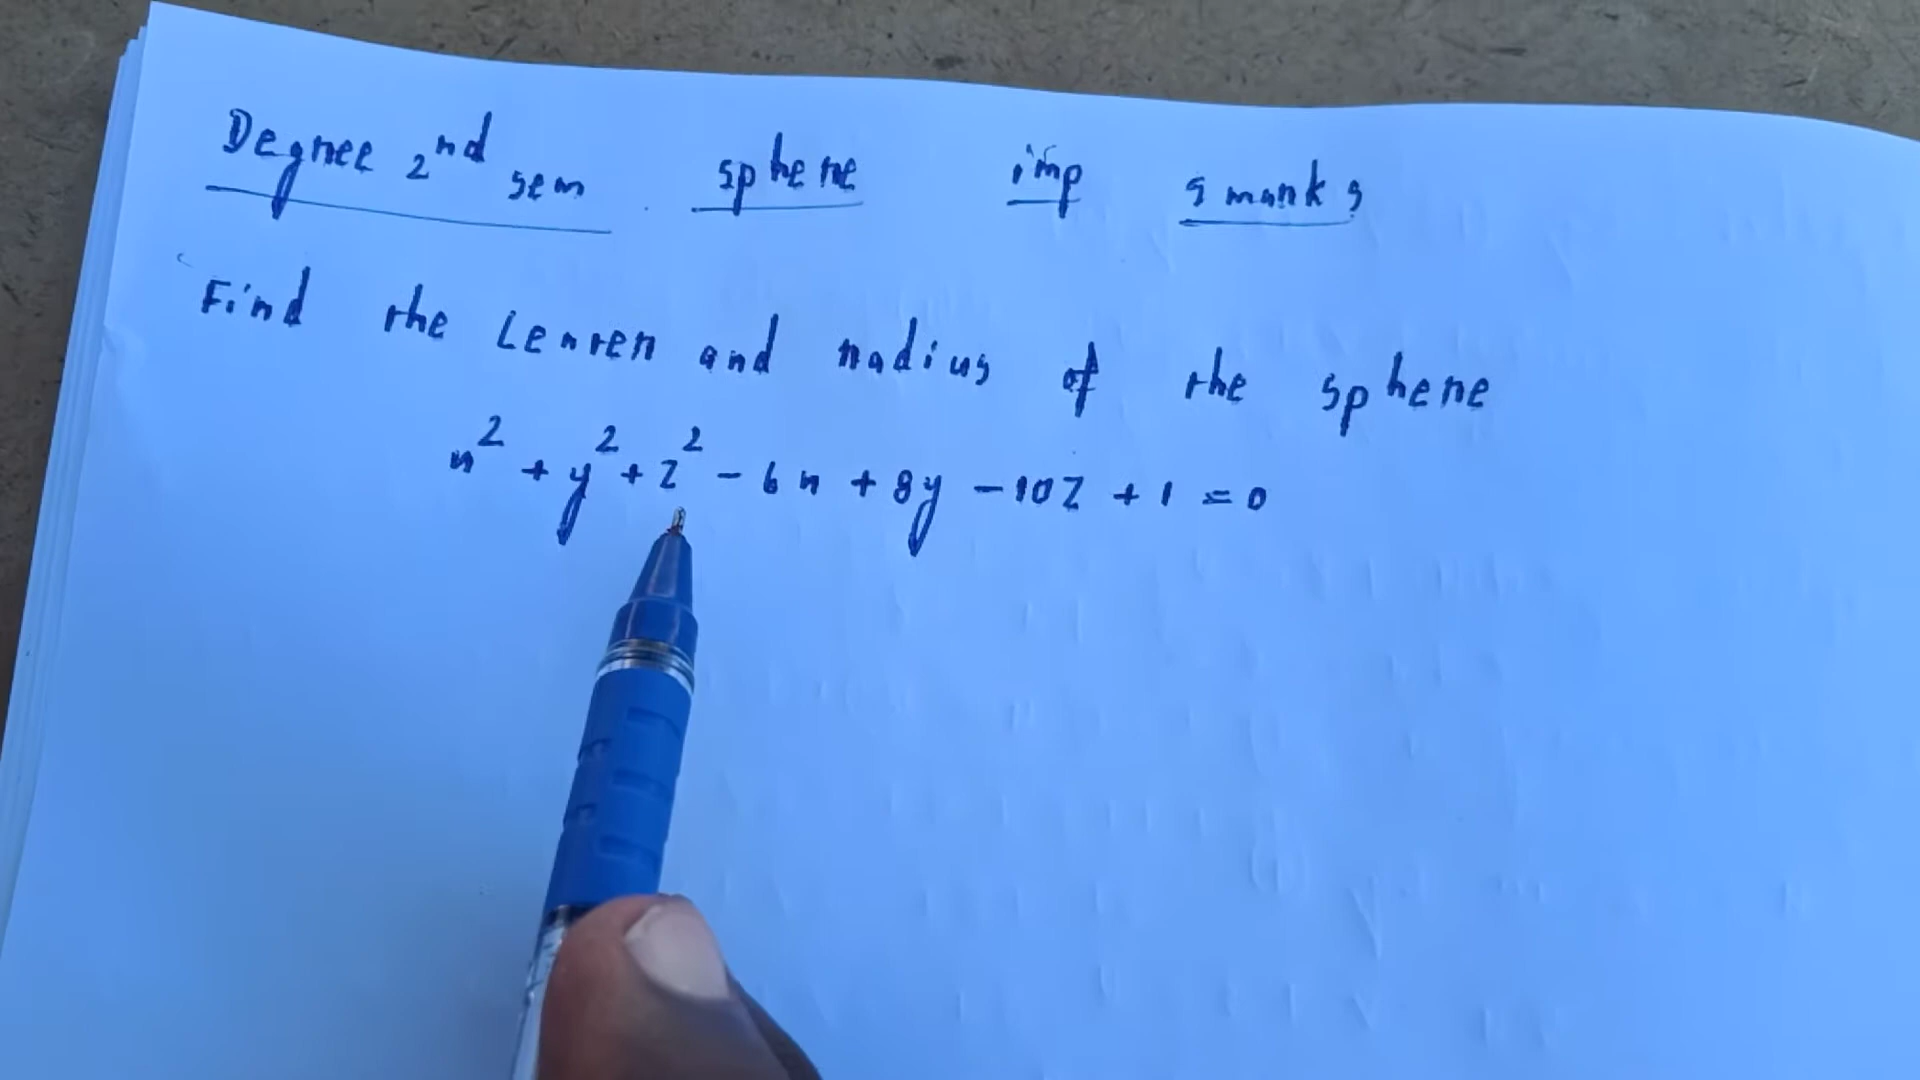 Degree 2nd sem sphere imp 5 marks
Find the center and radius of the sphere
x² + y² + z² - 6x + 8y - 10z + 1 = 0